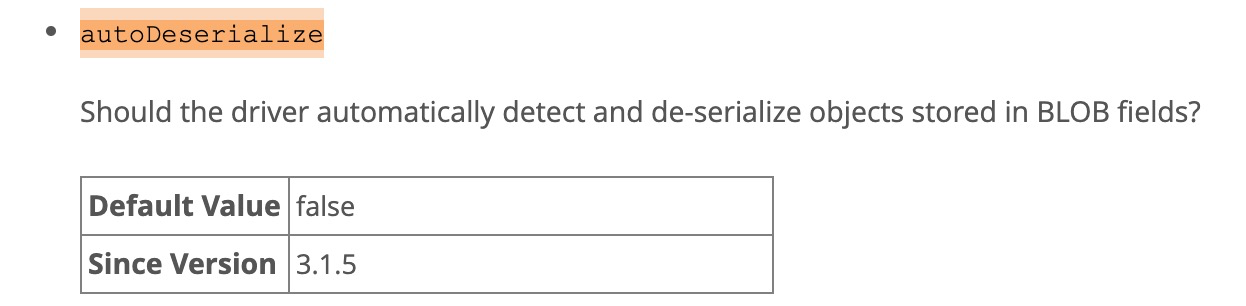 autoDeserialize
Should the driver automatically detect and de-serialize objects stored in BLOB fields?
Default Value false
Since Version 3.1.5